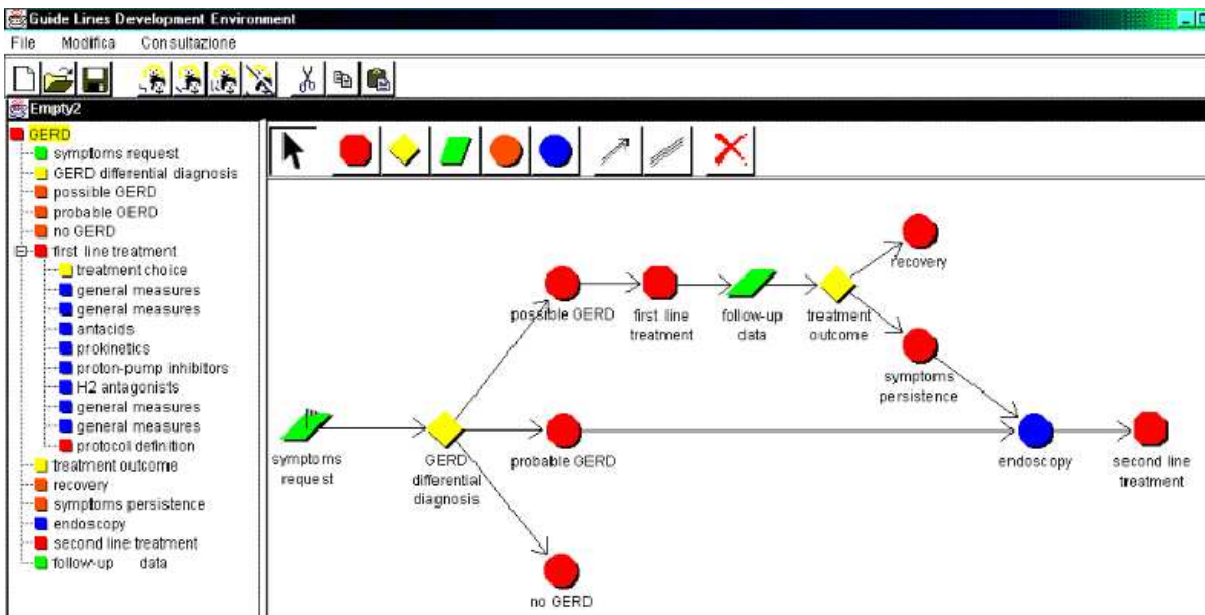 Guide Lines Development Environment
File Modifica Consultazione
Empty2
GERD
symptoms request
GERD differential diagnosis
possible GERD
probable GERD
no GERD
first line treatment
treatment choice
general measures
general measures
antacids
prokinetics
proton-pump inhibitors
H2 antagonists
general measures
general measures
protocoll definition
treatment outcome
recovery
symptoms persistence
endoscopy
second line treatment
follow-up data
recovery
possible GERD
first line
treatment
follow-up
data
treatment
outcome
symptoms
persistence
symptoms
request
GERD
differential
diagnosis
probable GERD
endoscopy
second line
treatment
no GERD